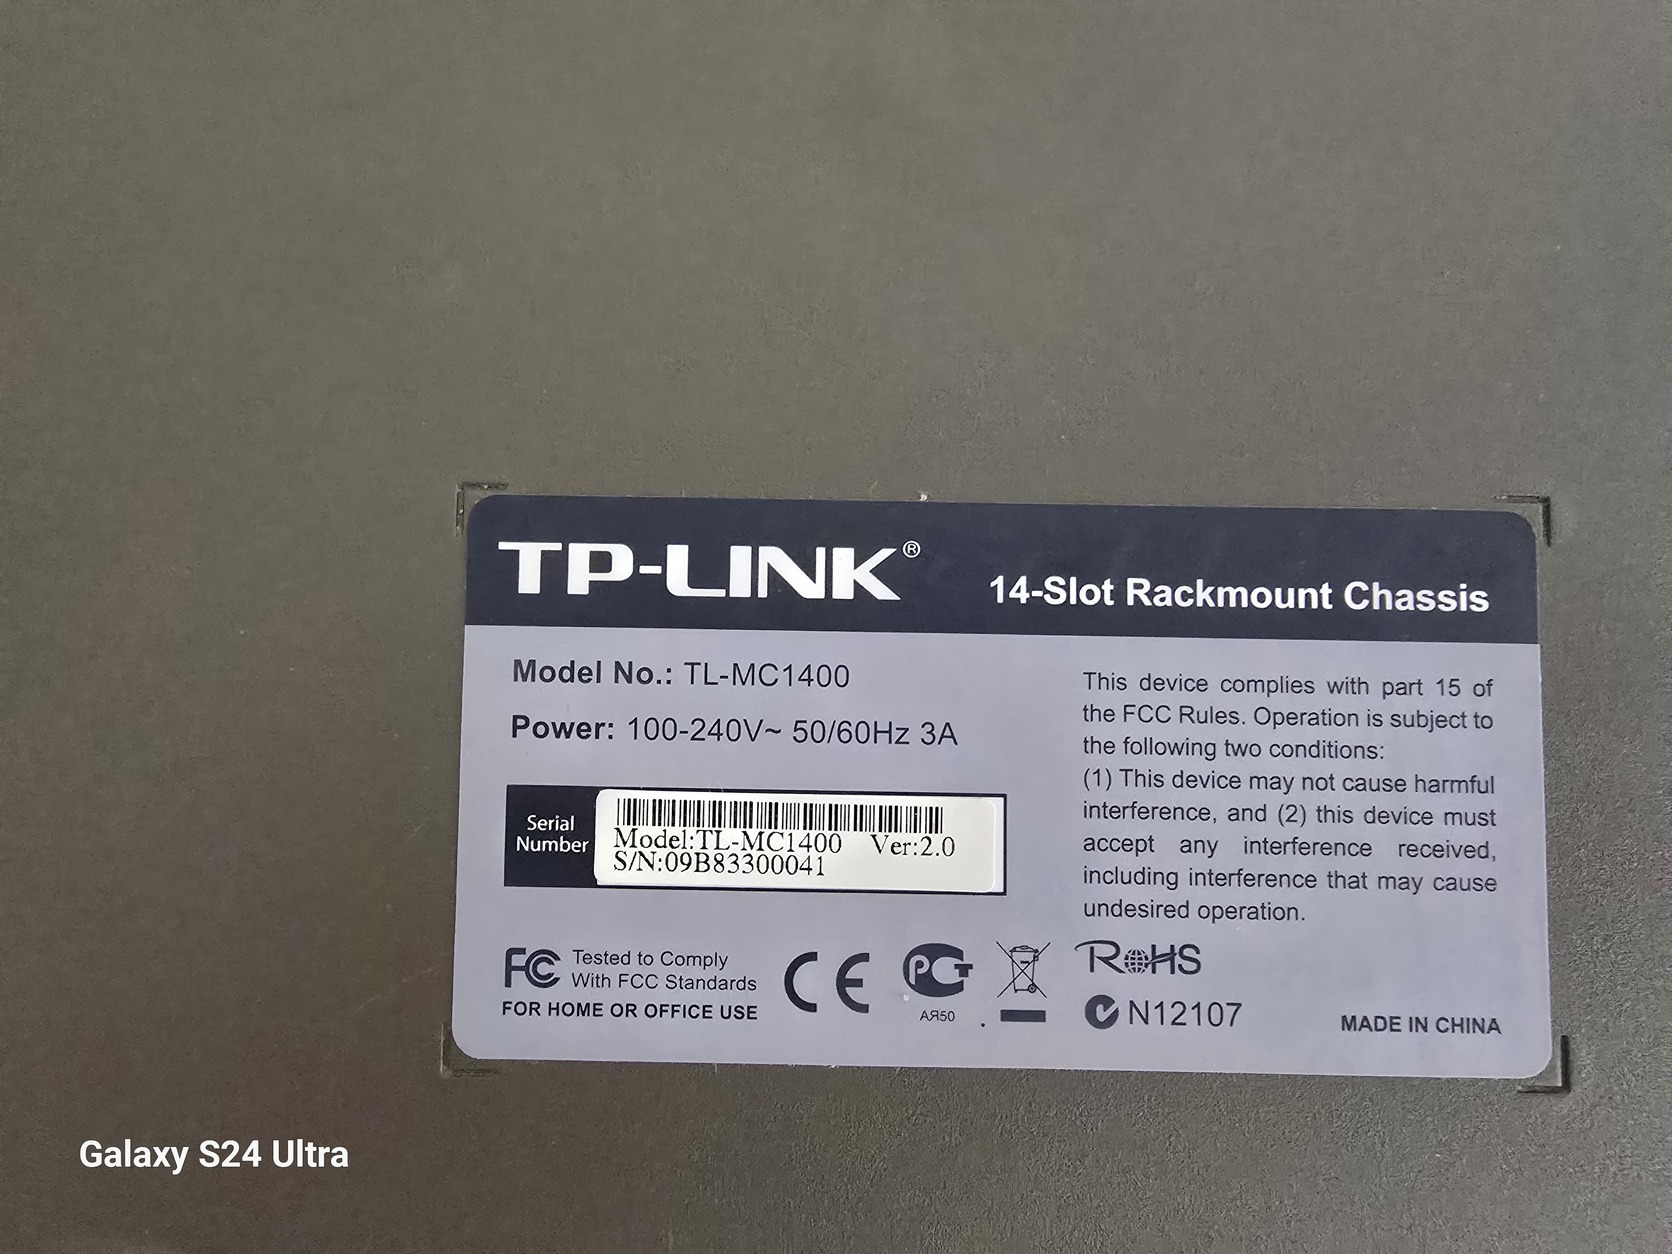 TP-LINK®
14-Slot Rackmount Chassis
Model No.: TL-MC1400
Power: 100-240V~ 50/60Hz 3A
Serial
Number
Model:TL-MC1400 Ver:2.0
S/N:09B83300041
This device complies with part 15 of
the FCC Rules. Operation is subject to
the following two conditions:
(1) This device may not cause harmful
interference, and (2) this device must
accept any interference received,
including interference that may cause
undesired operation.
FC Tested to Comply
With FCC Standards
FOR HOME OR OFFICE USE
CE
РСТ
АЯ50
RoHS
N12107
MADE IN CHINA
Galaxy S24 Ultra